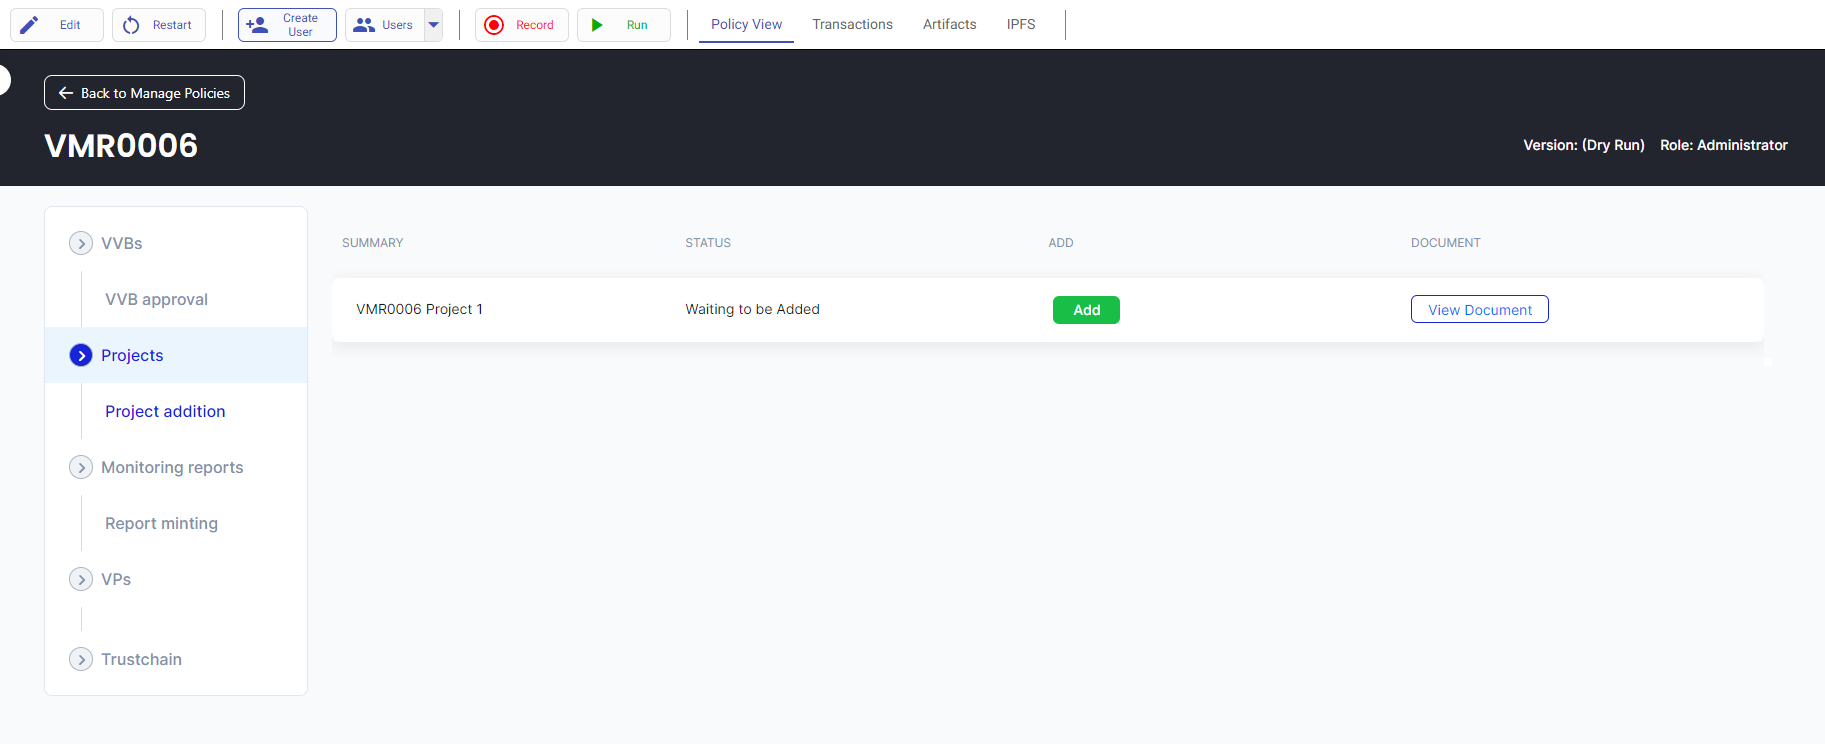 Edit
Restart
Create
User
Users
Record
Run
Policy View
Transactions
Artifacts
IPFS
Back to Manage Policies
VMR0006
Version: (Dry Run)
Role: Administrator
VVBs
VVB approval
Projects
Project addition
Monitoring reports
Report minting
VPs
Trustchain
SUMMARY
STATUS
ADD
DOCUMENT
VMR0006 Project 1
Waiting to be Added
Add
View Document